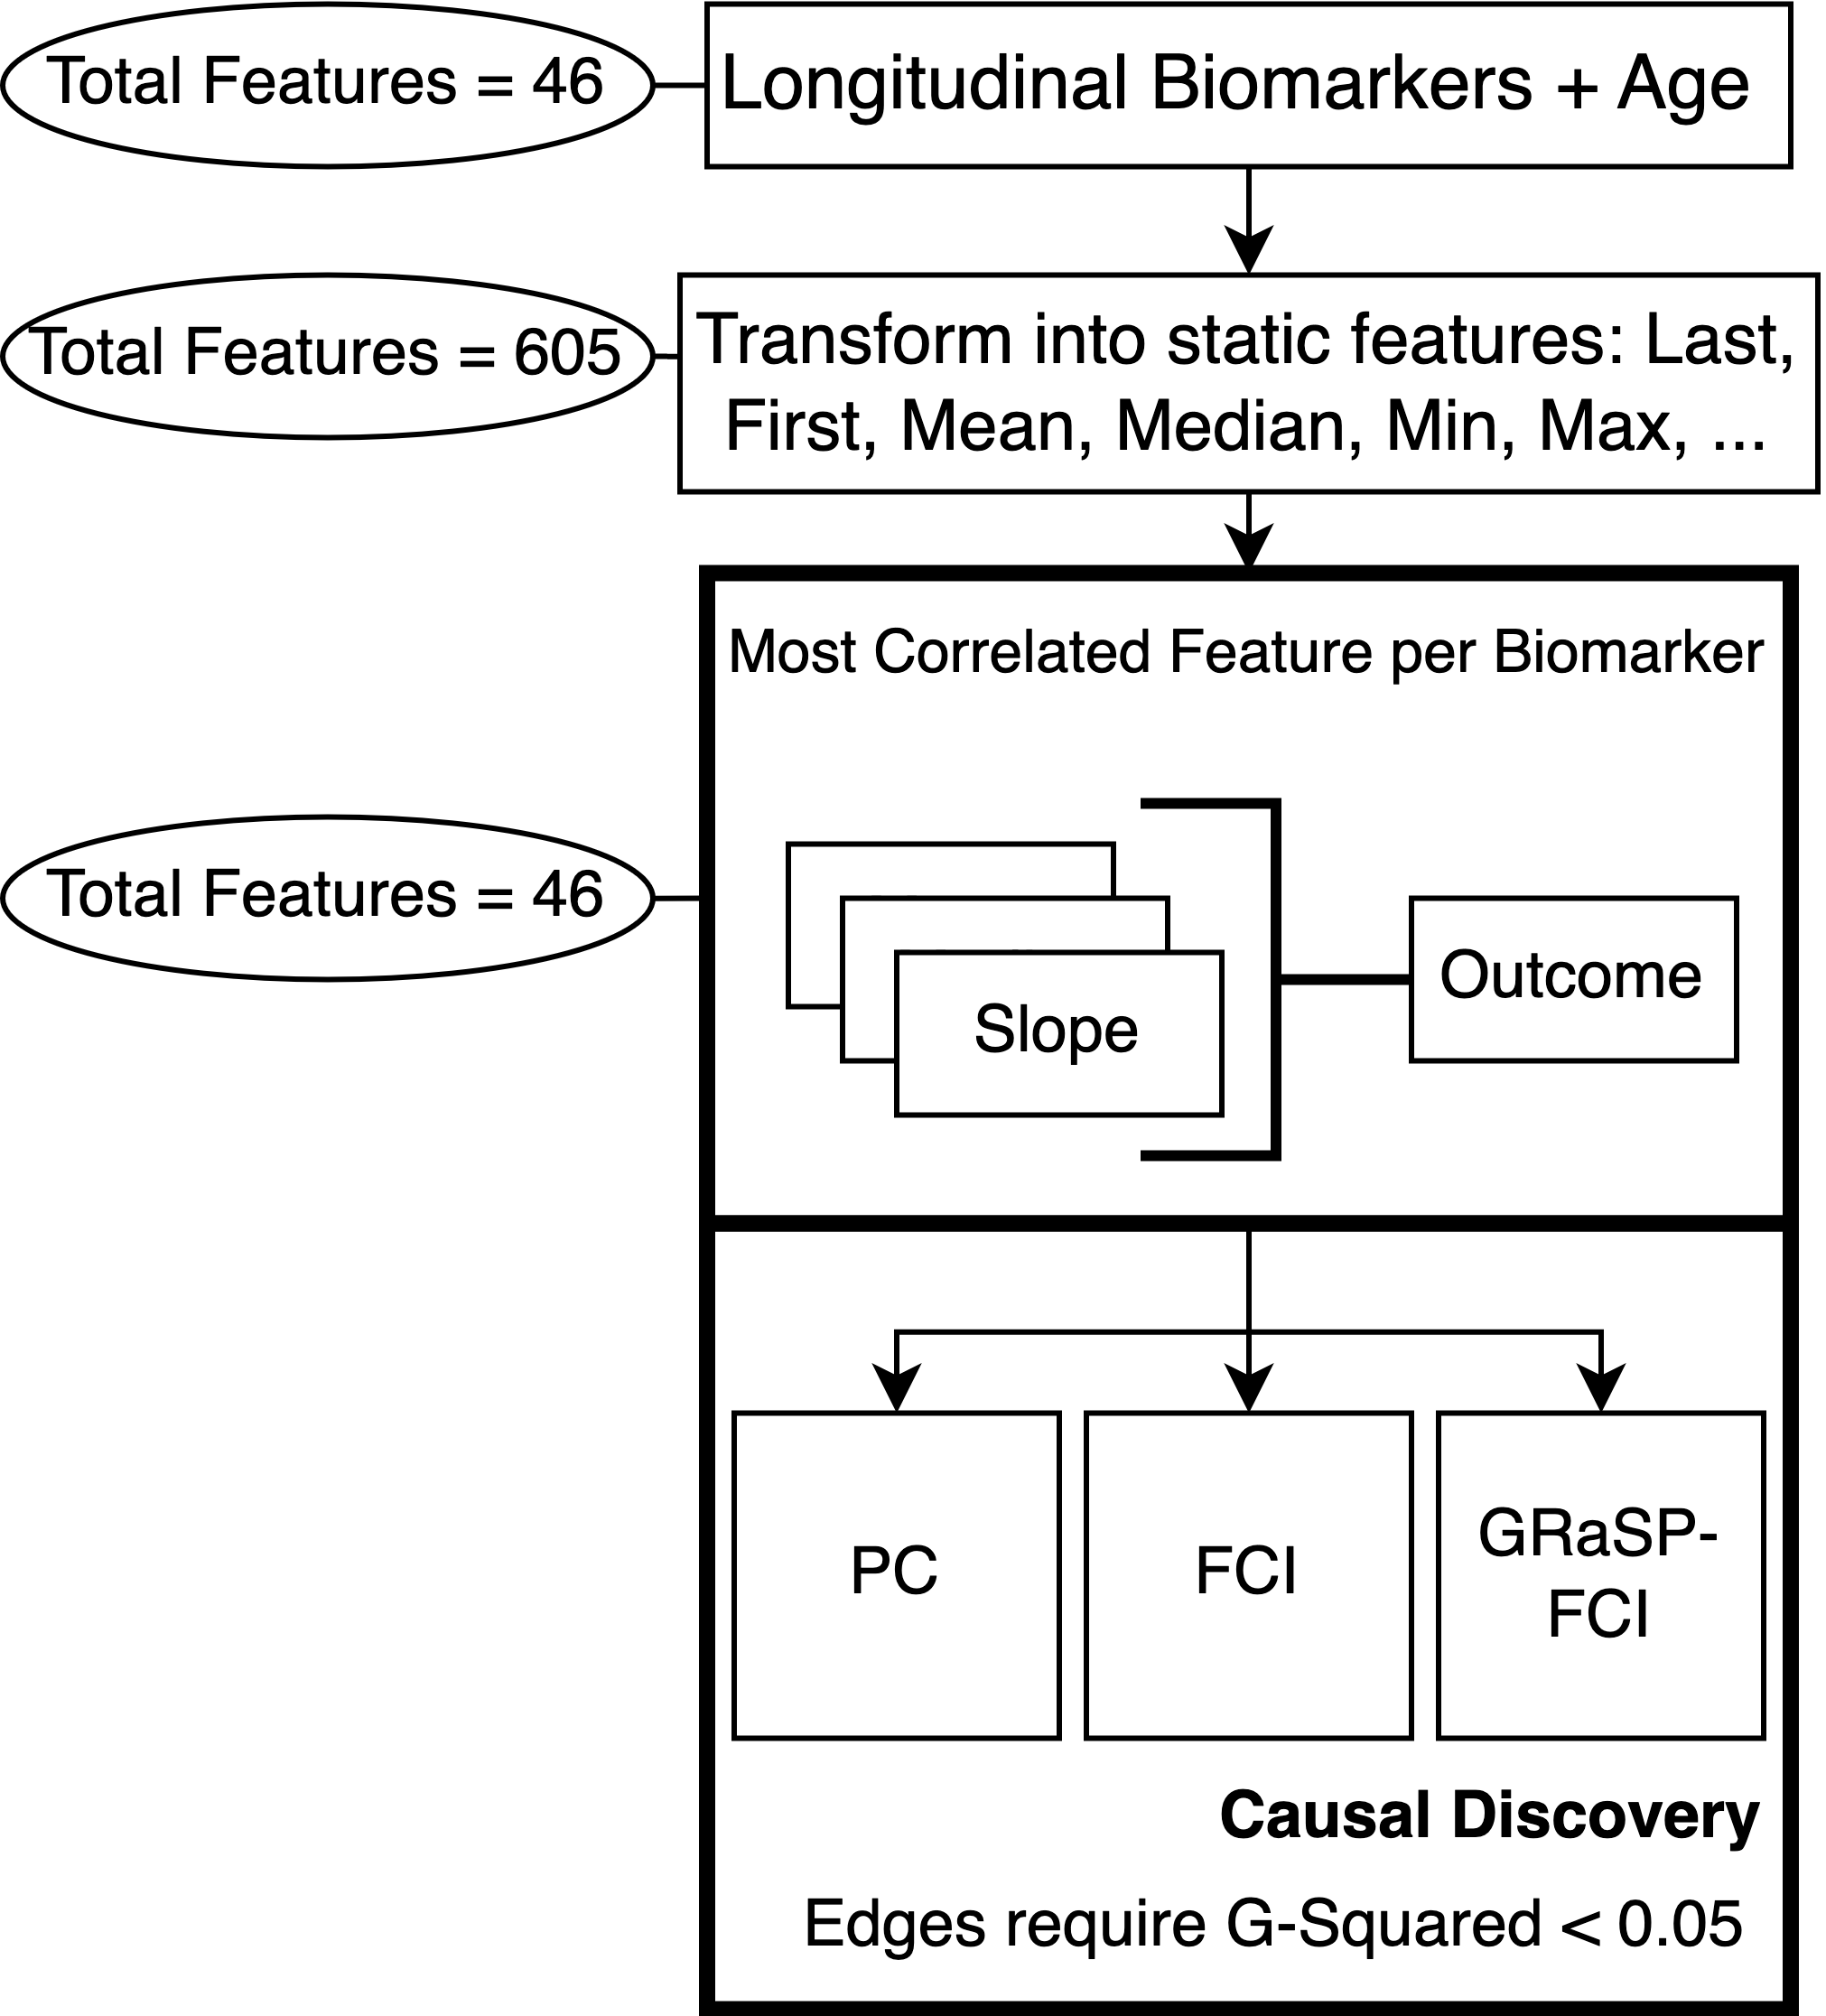 Total Features = 46
Longitudinal Biomarkers + Age
Total Features = 605
Transform into static features: Last,
First, Mean, Median, Min, Max, ...
Most Correlated Feature per Biomarker
Total Features = 46
Slope
Outcome
PC
FCI
GRaSP-
FCI
Causal Discovery
Edges require G-Squared < 0.05